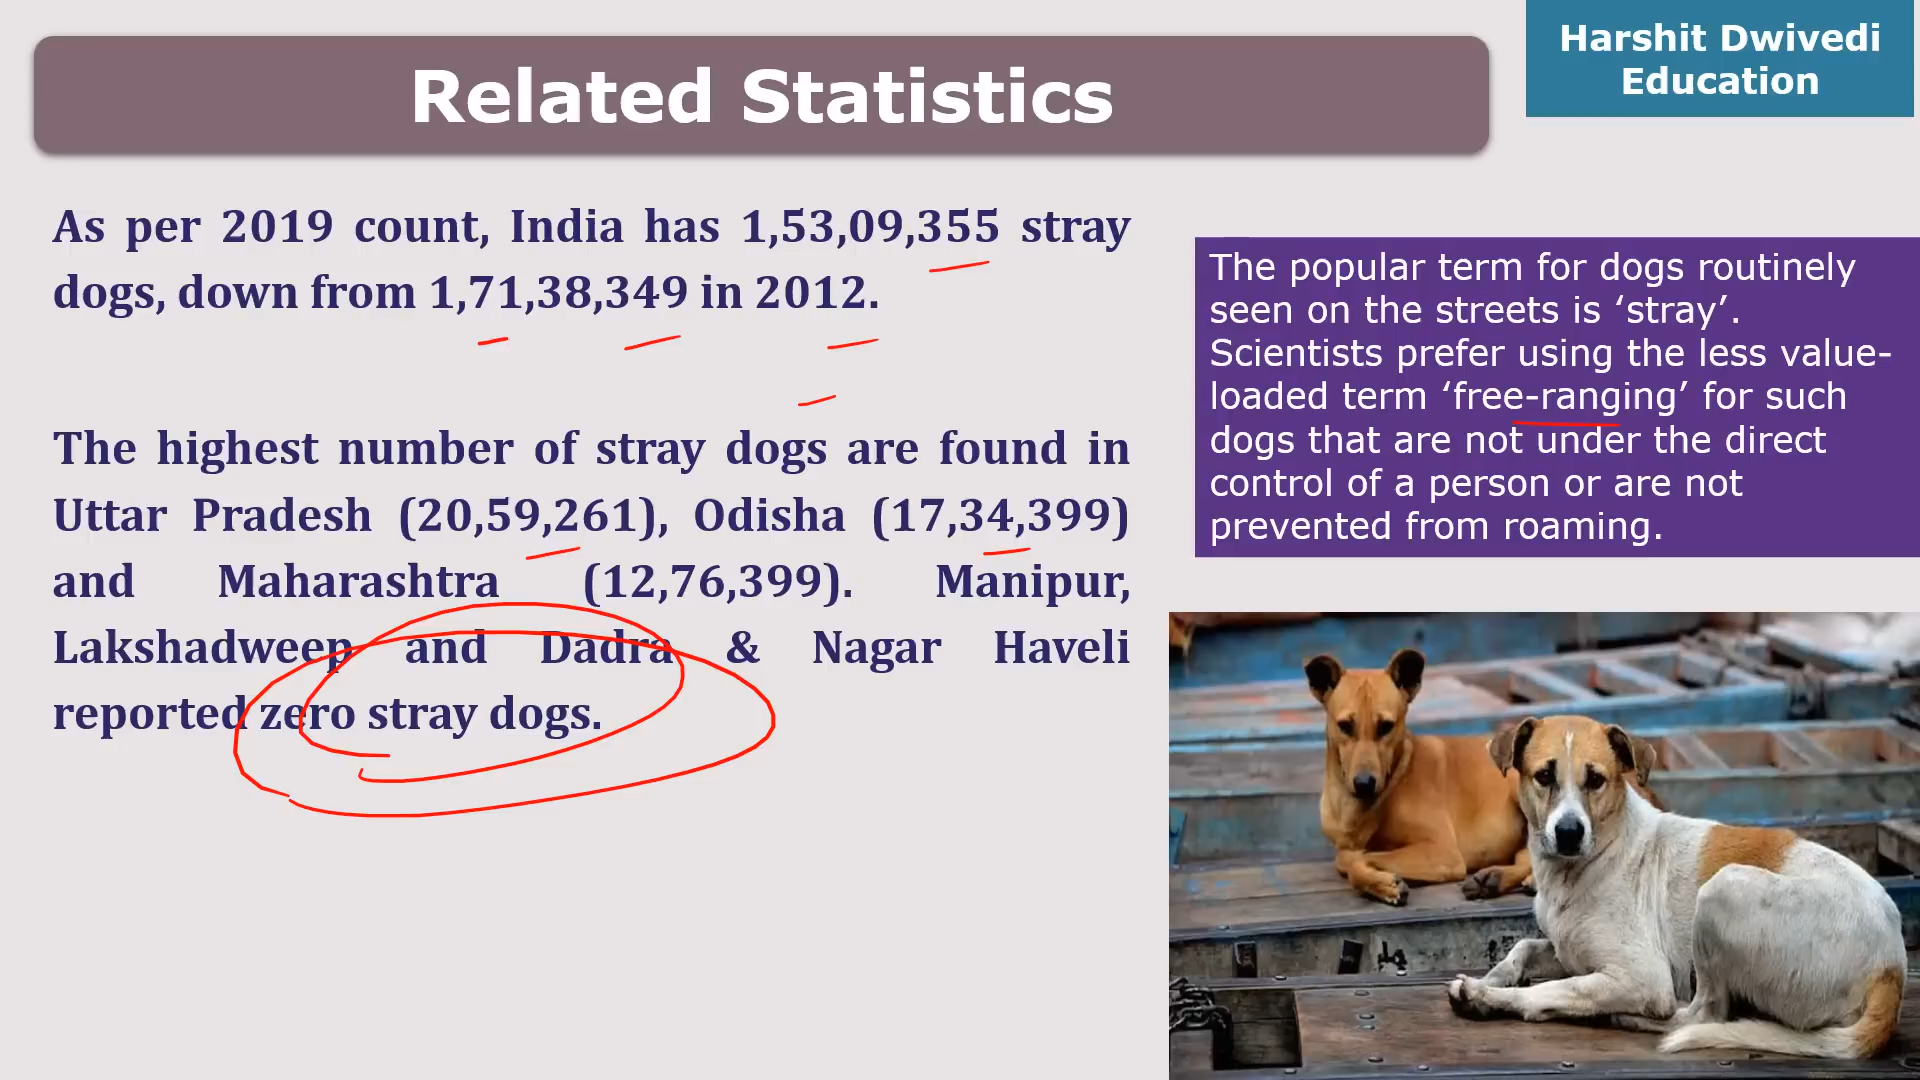 Related Statistics
Harshit Dwivedi
Education
As per 2019 count, India has 1,53,09,355 stray
dogs, down from 1,71,38,349 in 2012.
The highest number of stray dogs are found in
Uttar Pradesh (20,59,261), Odisha (17,34,399)
and Maharashtra (12,76,399). Manipur,
Lakshadweep and Dadra & Nagar Haveli
reported zero stray dogs.
The popular term for dogs routinely
seen on the streets is ‘stray’.
Scientists prefer using the less value-
loaded term ‘free-ranging’ for such
dogs that are not under the direct
control of a person or are not
prevented from roaming.